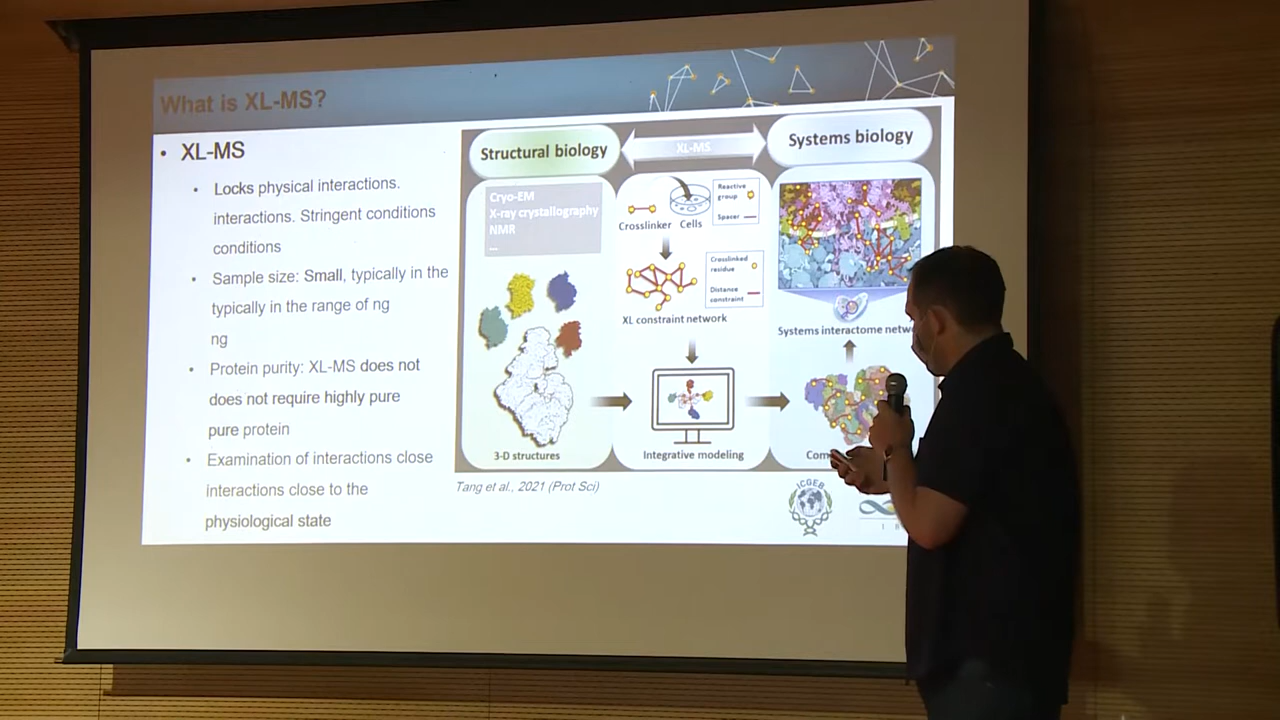 What is XL-MS?
• XL-MS
• Locks physical interactions.
interactions. Stringent conditions
conditions
• Sample size: Small, typically in the
typically in the range of ng
ng
• Protein purity: XL-MS does not
does not require highly pure
pure protein
• Examination of interactions close
interactions close to the
physiological state
Structural biology
XL-MS
Systems biology
Cryo-EM
X-ray crystallography
NMR
...
3-D structures
Crosslinker
Cells
Reactive
group
Spacer
Crosslinked
residue
Distance
constraint
XL constraint network
Integrative modeling
Systems interactome netw
Com
Tang et al., 2021 (Prot Sci)
ICGEB